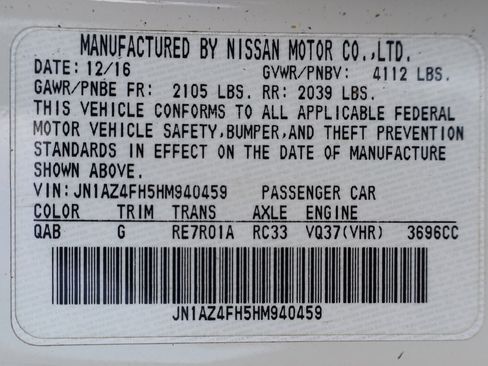 MANUFACTURED BY NISSAN MOTOR CO.,LTD.
DATE: 12/16 GVWR/PNBV: 4112 LBS.
GAWR/PNBE FR: 2105 LBS. RR: 2039 LBS.
THIS VEHICLE CONFORMS TO ALL APPLICABLE FEDERAL
MOTOR VEHICLE SAFETY,BUMPER,AND THEFT PREVENTION
STANDARDS IN EFFECT ON THE DATE OF MANUFACTURE
SHOWN ABOVE.
VIN:JN1AZ4FH5HM940459 PASSENGER CAR
COLOR TRIM TRANS AXLE ENGINE
QAB G RE7R01A RC33 VQ37(VHR) 3696CC
JN1AZ4FH5HM940459